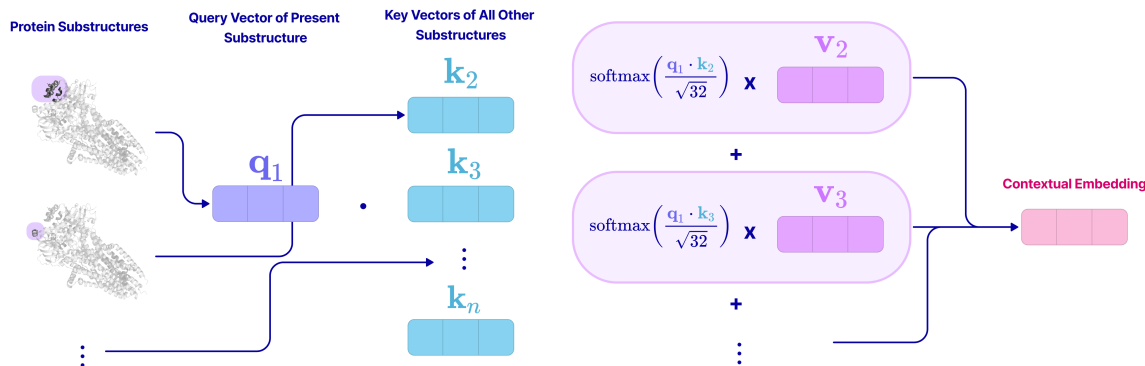 Protein Substructures
Query Vector of Present
Substructure
Key Vectors of All Other
Substructures
q₁
·
k₂
k₃
⋮
kₙ
⋮
softmax(q₁ · k₂ / √32) x v₂
+
softmax(q₁ · k₃ / √32) x v₃
+
⋮
Contextual Embedding